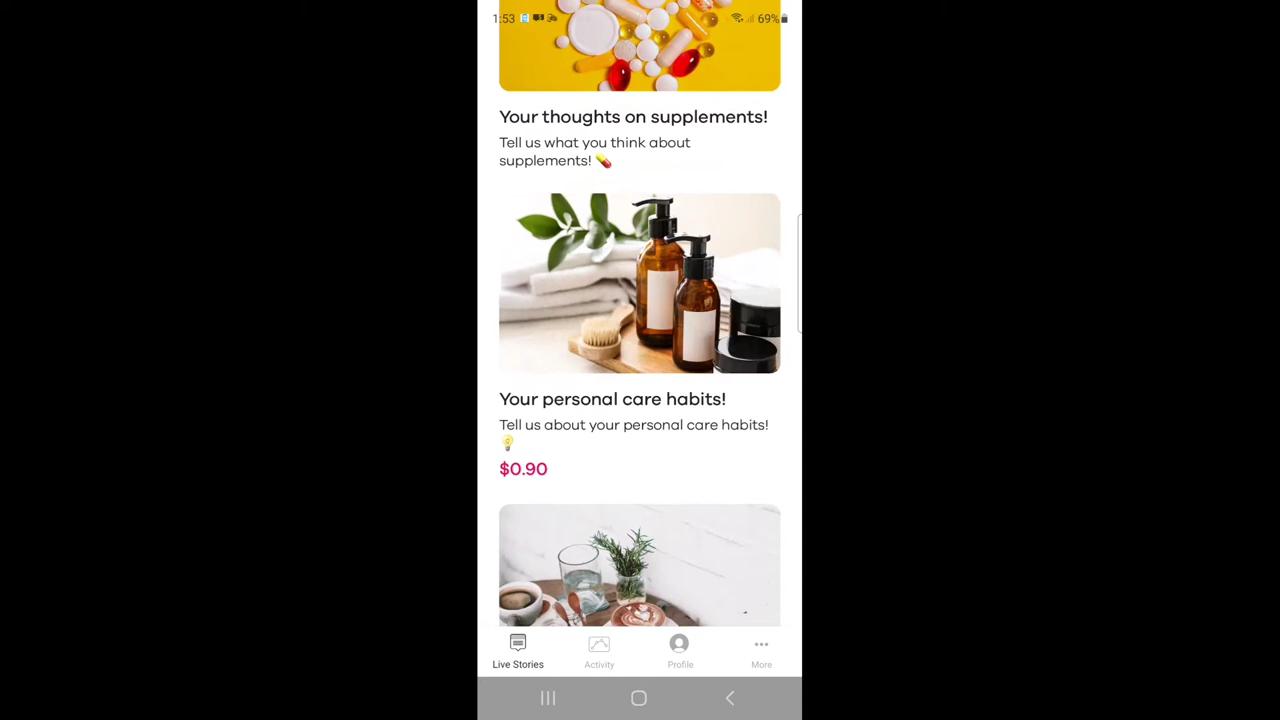 1:53 69%
Your thoughts on supplements!
Tell us what you think about
supplements! 💊
Your personal care habits!
Tell us about your personal care habits!
💡
$0.90
Live Stories Activity Profile More